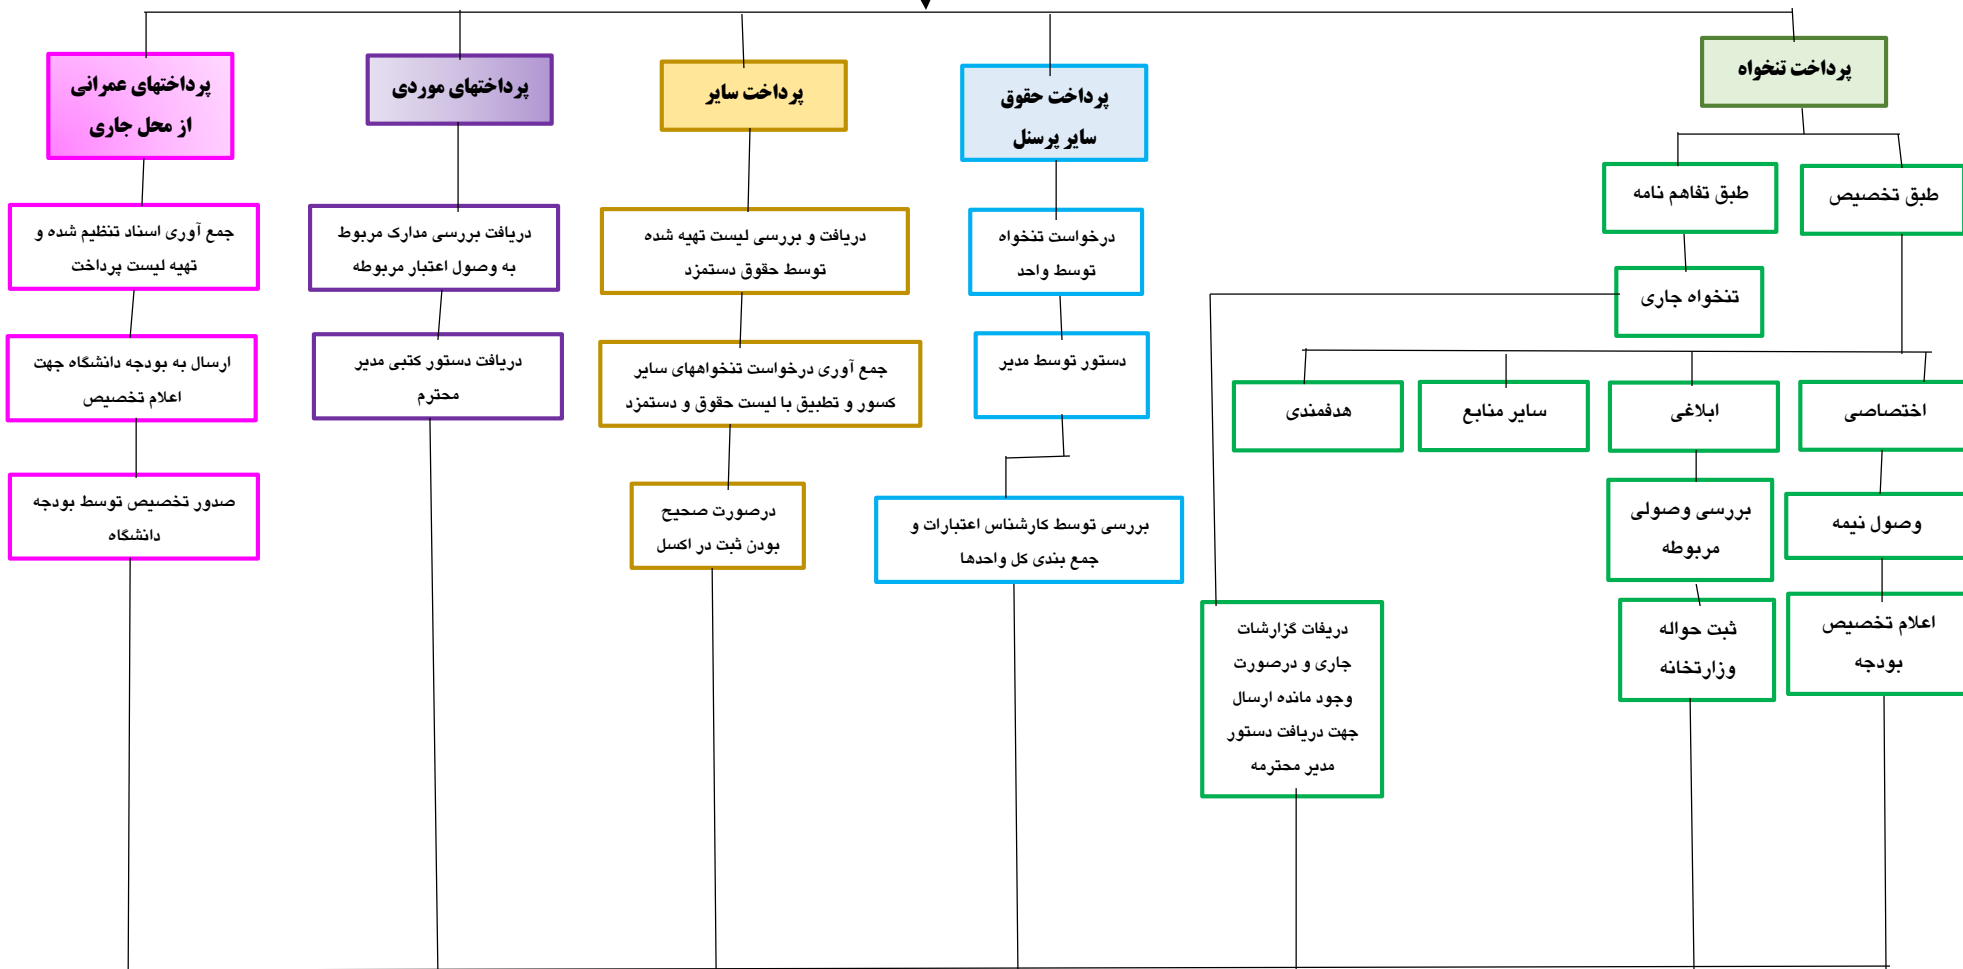 پرداخت تنخواه
طبق تخصیص
طبق تفاهم نامه
تنخواه جاری
اختصاصی
ابلاغی
سایر منابع
هدفمندی
وصول نیمه
اعلام تخصیص
بودجه
بررسی وصولی
مربوطه
ثبت حواله
وزارتخانه
دریفات گزارشات
جاری و درصورت
وجود مانده ارسال
جهت دریافت دستور
مدیر محترمه
پرداخت حقوق
سایر پرسنل
درخواست تنخواه
توسط واحد
دستور توسط مدیر
بررسی توسط کارشناس اعتبارات و
جمع بندی کل واحدها
پرداخت سایر
دریافت و بررسی لیست تهیه شده
توسط حقوق دستمزد
جمع آوری درخواست تنخواههای سایر
کسور و تطبیق با لیست حقوق و دستمزد
درصورت صحیح
بودن ثبت در اکسل
پرداختهای موردی
دریافت بررسی مدارک مربوط
به وصول اعتبار مربوطه
دریافت دستور کتبی مدیر
محترم
پرداختهای عمرانی
از محل جاری
جمع آوری اسناد تنظیم شده و
تهیه لیست پرداخت
ارسال به بودجه دانشگاه جهت
اعلام تخصیص
صدور تخصیص توسط بودجه
دانشگاه